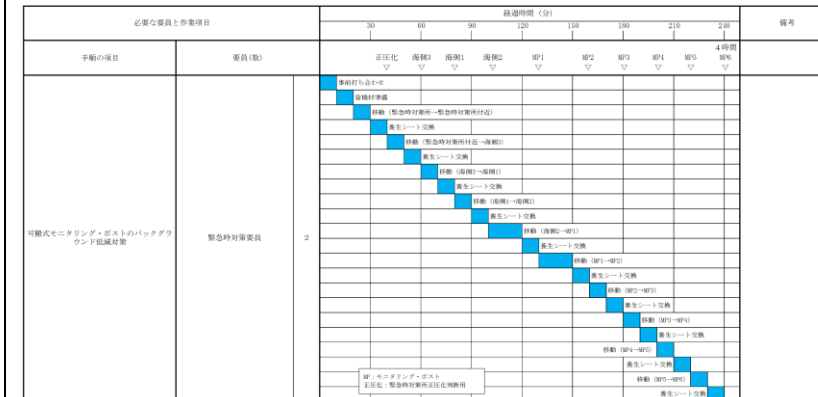 必要な要員と作業項目
経過時間（分）
備考
30 60 90 120 150 180 210 240
4時間
手順の項目
要員(数)
正圧化 海側3 海側1 海側2 MP1 MP2 MP3 MP4 MP5 MP6
▽ ▽ ▽ ▽ ▽ ▽ ▽ ▽ ▽ ▽
可搬式モニタリング・ポストのバックグラ
ウンド低減対策
緊急時対策要員
2
事前打ち合わせ
資機材準備
移動（緊急時対策所→緊急時対策所付近）
養生シート交換
移動（緊急時対策所付近→海側3）
養生シート交換
移動（海側3→海側1）
養生シート交換
移動（海側1→海側2）
養生シート交換
移動（海側2→MP1）
養生シート交換
移動（MP1→MP2）
養生シート交換
移動（MP2→MP3）
養生シート交換
移動（MP3→MP4）
養生シート交換
移動（MP4→MP5）
養生シート交換
移動（MP5→MP6）
養生シート交換
MP：モニタリング・ポスト
正圧化：緊急時対策所正圧化判断用